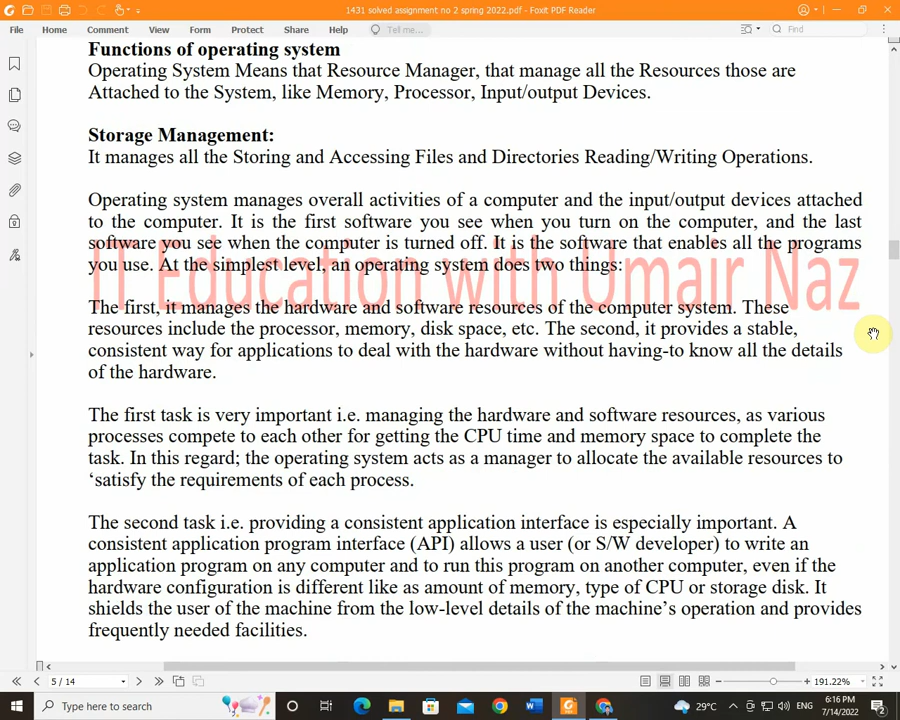 1431 solved assignment no 2 spring 2022.pdf - Foxit PDF Reader
File Home Comment View Form Protect Share Help Tell me... Find
Functions of operating system
Operating System Means that Resource Manager, that manage all the Resources those are
Attached to the System, like Memory, Processor, Input/output Devices.
Storage Management:
It manages all the Storing and Accessing Files and Directories Reading/Writing Operations.
Operating system manages overall activities of a computer and the input/output devices attached
to the computer. It is the first software you see when you turn on the computer, and the last
software you see when the computer is turned off. It is the software that enables all the programs
you use. At the simplest level, an operating system does two things:
IT Education with Umair Naz
The first, it manages the hardware and software resources of the computer system. These
resources include the processor, memory, disk space, etc. The second, it provides a stable,
consistent way for applications to deal with the hardware without having-to know all the details
of the hardware.
The first task is very important i.e. managing the hardware and software resources, as various
processes compete to each other for getting the CPU time and memory space to complete the
task. In this regard; the operating system acts as a manager to allocate the available resources to
‘satisfy the requirements of each process.
The second task i.e. providing a consistent application interface is especially important. A
consistent application program interface (API) allows a user (or S/W developer) to write an
application program on any computer and to run this program on another computer, even if the
hardware configuration is different like as amount of memory, type of CPU or storage disk. It
shields the user of the machine from the low-level details of the machine’s operation and provides
frequently needed facilities.
5 / 14 191.22%
Type here to search 29°C 6:16 PM
7/14/2022 2